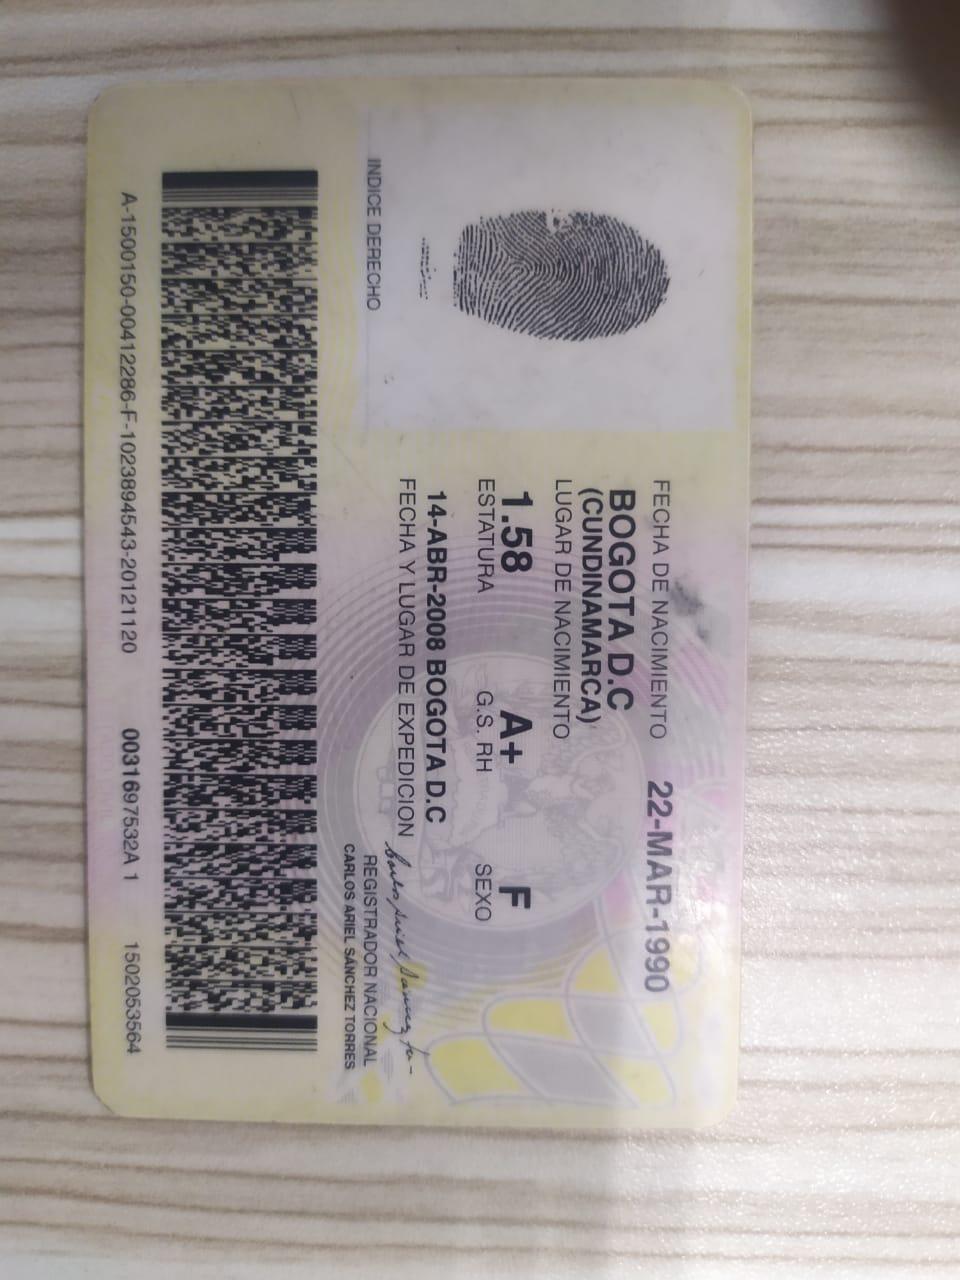 FECHA DE NACIMIENTO 22-MAR-1990
BOGOTA D.C
(CUNDINAMARCA)
LUGAR DE NACIMIENTO
1.58 A+ F
ESTATURA G.S. RH SEXO
14-ABR-2008 BOGOTA D.C
FECHA Y LUGAR DE EXPEDICION
INDICE DERECHO
REGISTRADOR NACIONAL
CARLOS ARIEL SANCHEZ TORRES
A-1500150-00412286-F-1023894543-20121120 0031697532A 1 1502053564